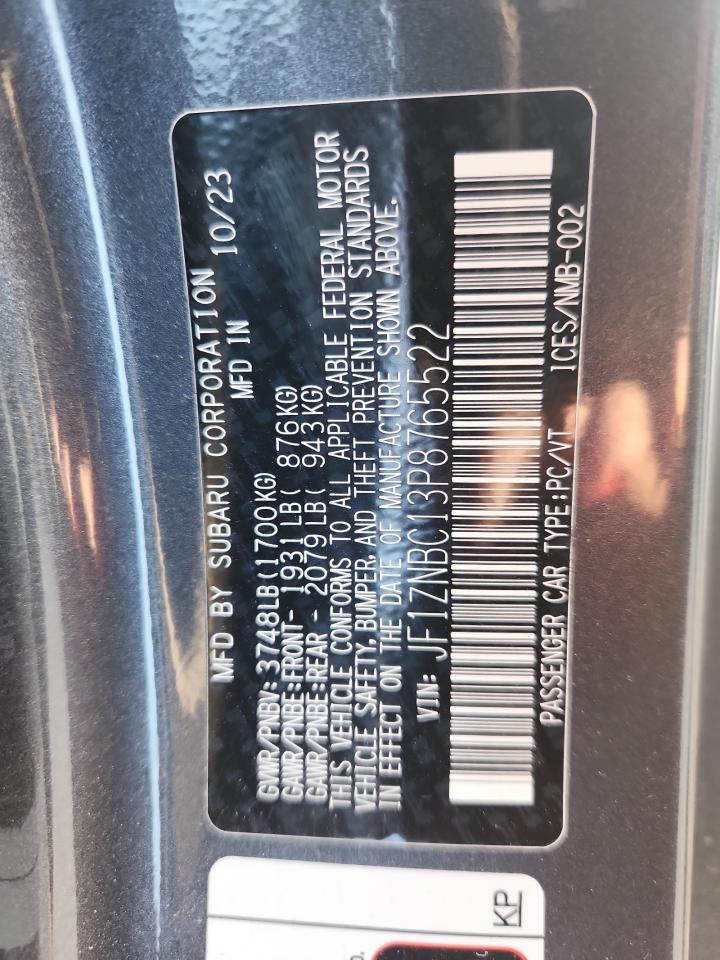 MFD BY SUBARU CORPORATION
MFD IN 10/23
GVWR/PNBV: 3748LB(1700KG)
GAWR/PNBE:FRONT- 1931LB( 876KG)
GAWR/PNBE:REAR - 2079LB( 943KG)
THIS VEHICLE CONFORMS TO ALL APPLICABLE FEDERAL MOTOR
VEHICLE SAFETY, BUMPER, AND THEFT PREVENTION STANDARDS
IN EFFECT ON THE DATE OF MANUFACTURE SHOWN ABOVE.
VIN: JF1ZNBC13P8765522
PASSENGER CAR TYPE:PC/VT ICES/NMB-002
KP